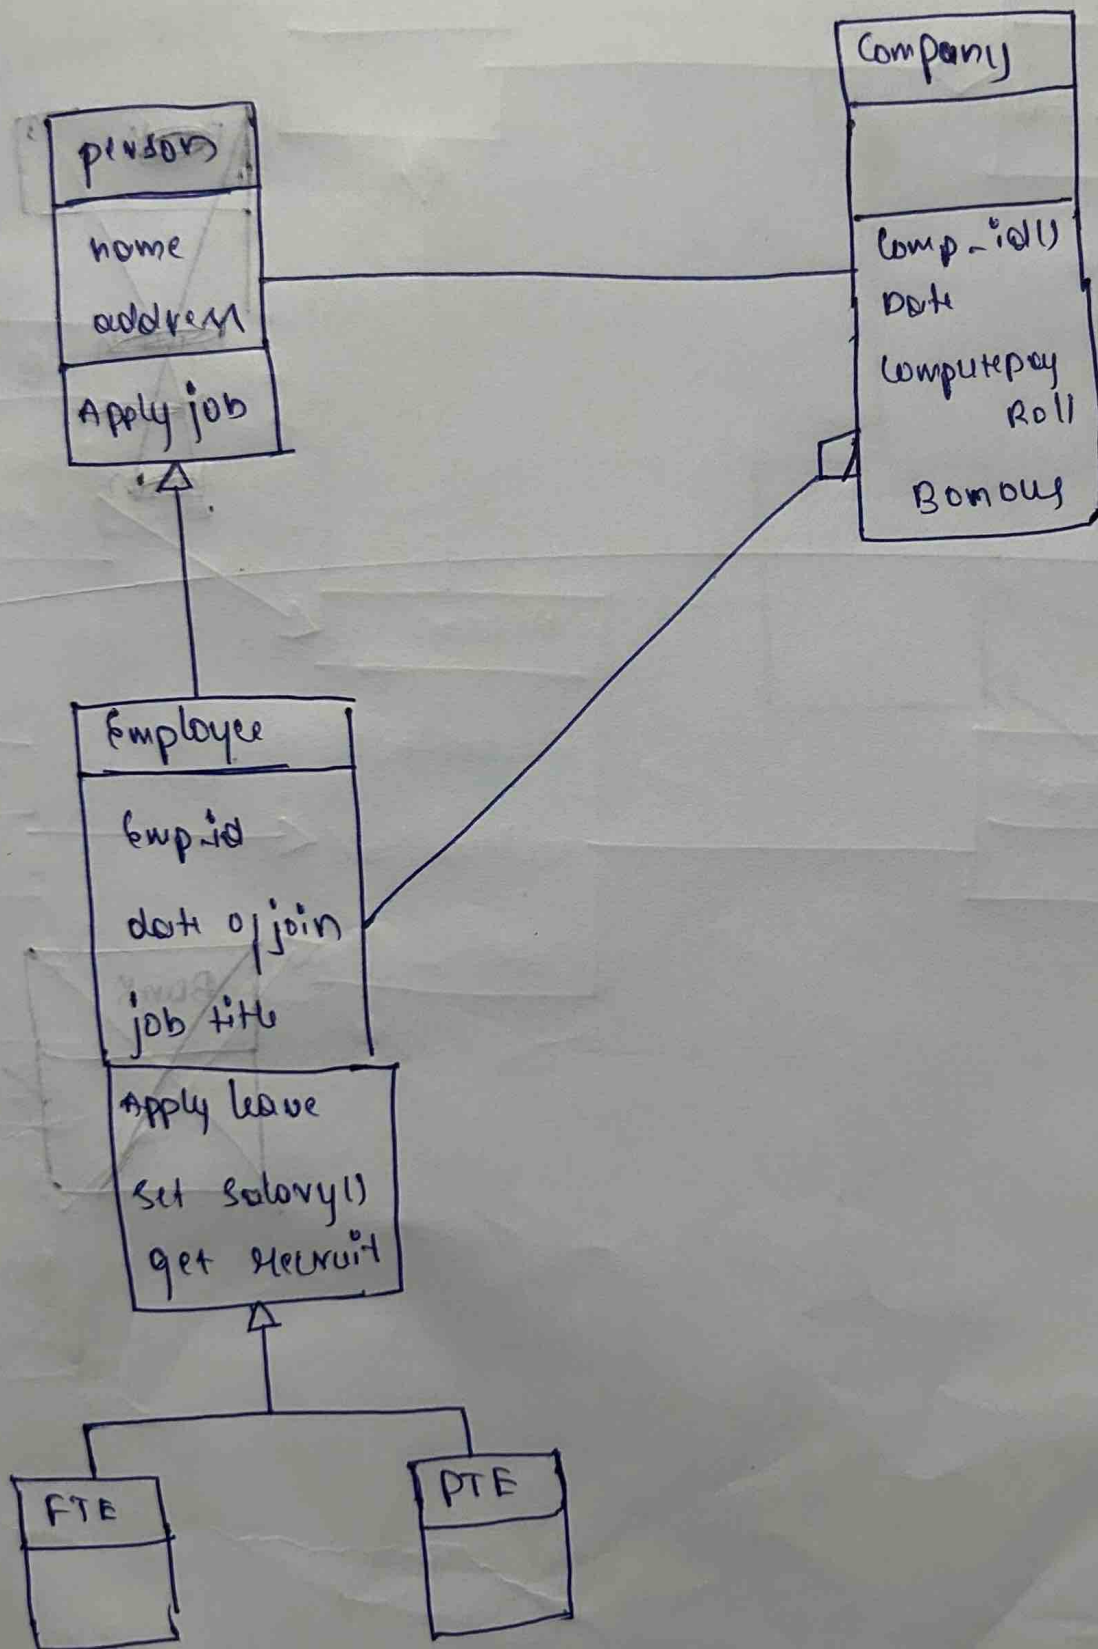 Company
person
name
address
Apply job
Comp_id()
Date
Computepay
Roll
Bonous
Employee
Emp_id
date of join
job title
Apply leave
set salary()
get recruit
FTE
PTE